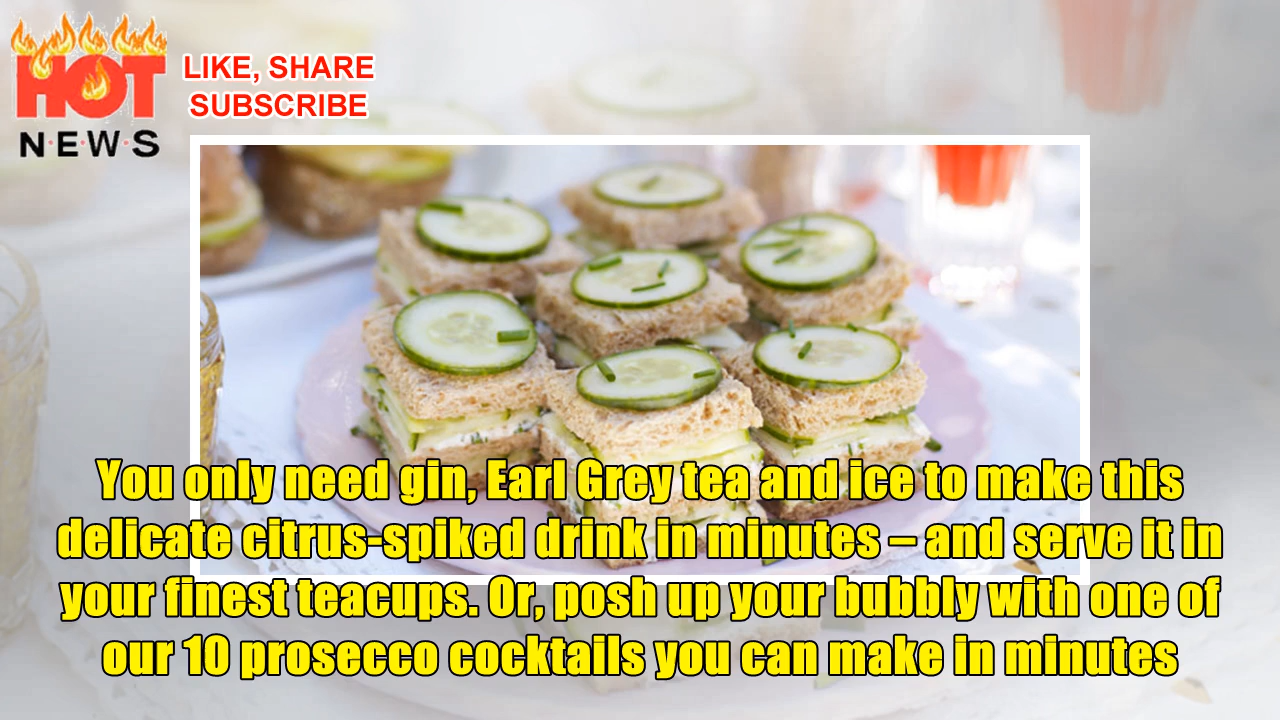 HOT
N·E·W·S
LIKE, SHARE
SUBSCRIBE
You only need gin, Earl Grey tea and ice to make this
delicate citrus-spiked drink in minutes – and serve it in
your finest teacups. Or, posh up your bubbly with one of
our 10 prosecco cocktails you can make in minutes